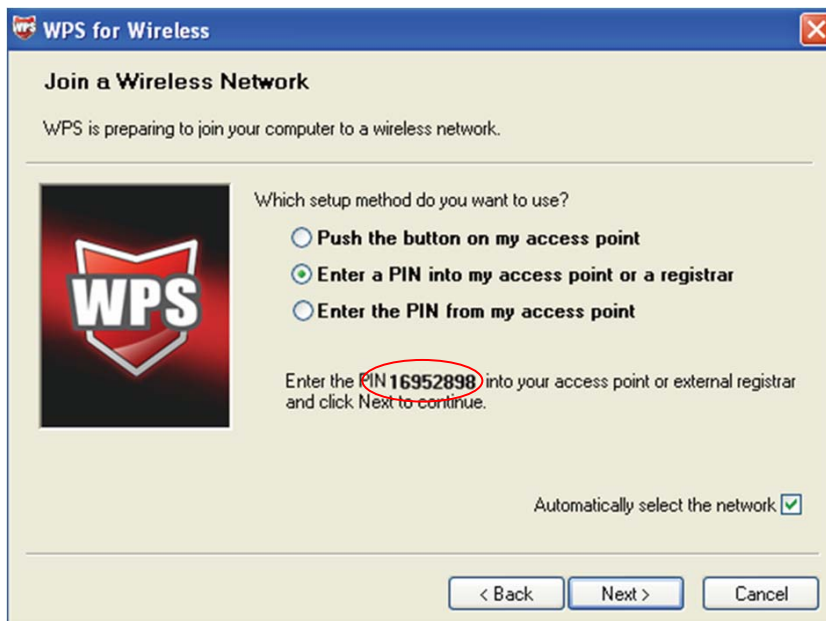 WPS for Wireless
Join a Wireless Network
WPS is preparing to join your computer to a wireless network.
Which setup method do you want to use?
Push the button on my access point
Enter a PIN into my access point or a registrar
Enter the PIN from my access point
WPS
Enter the PIN 16952898 into your access point or external registrar
and click Next to continue.
Automatically select the network
< Back
Next >
Cancel